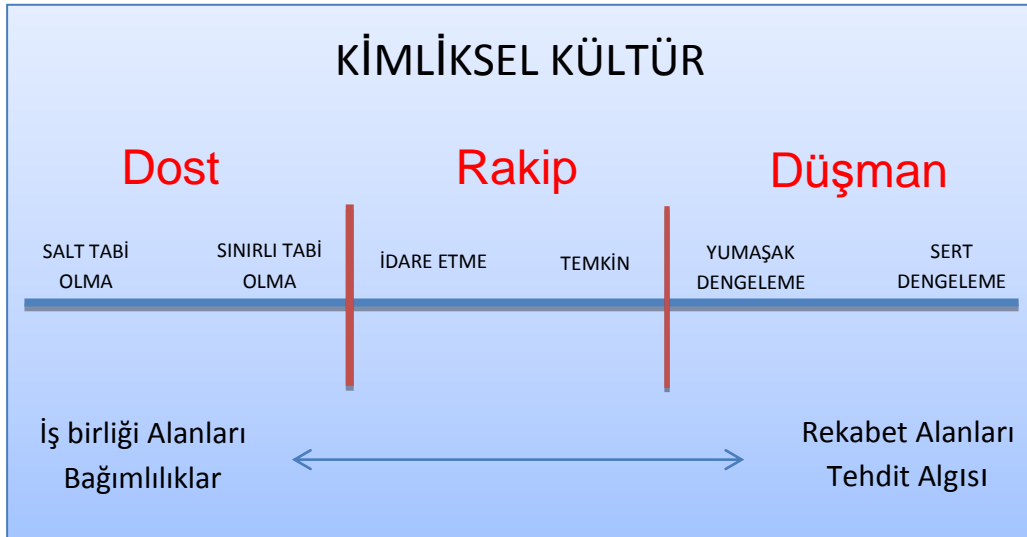 KİMLİKSEL KÜLTÜR
Dost
Rakip
Düşman
SALT TABİ
OLMA
SINIRLI TABİ
OLMA
İDARE ETME
TEMKİN
YUMAŞAK
DENGELEME
SERT
DENGELEME
İş birliği Alanları
Bağımlılıklar
Rekabet Alanları
Tehdit Algısı